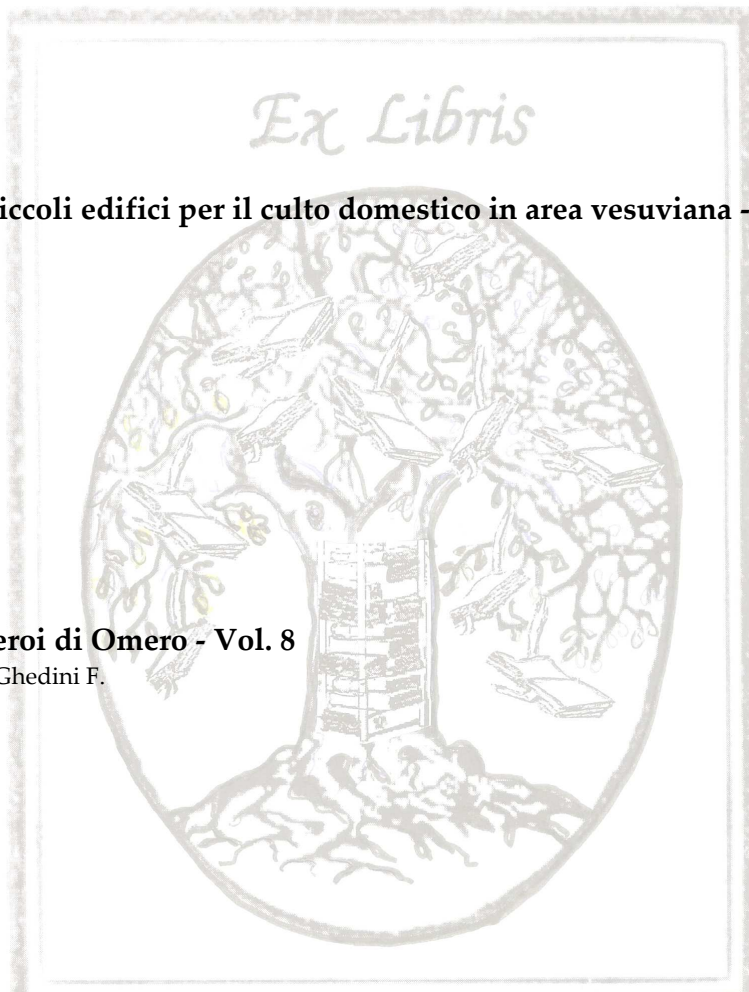 Ex Libris
iccoli edifici per il culto domestico in area vesuviana -
eroi di Omero - Vol. 8
Ghedini F.